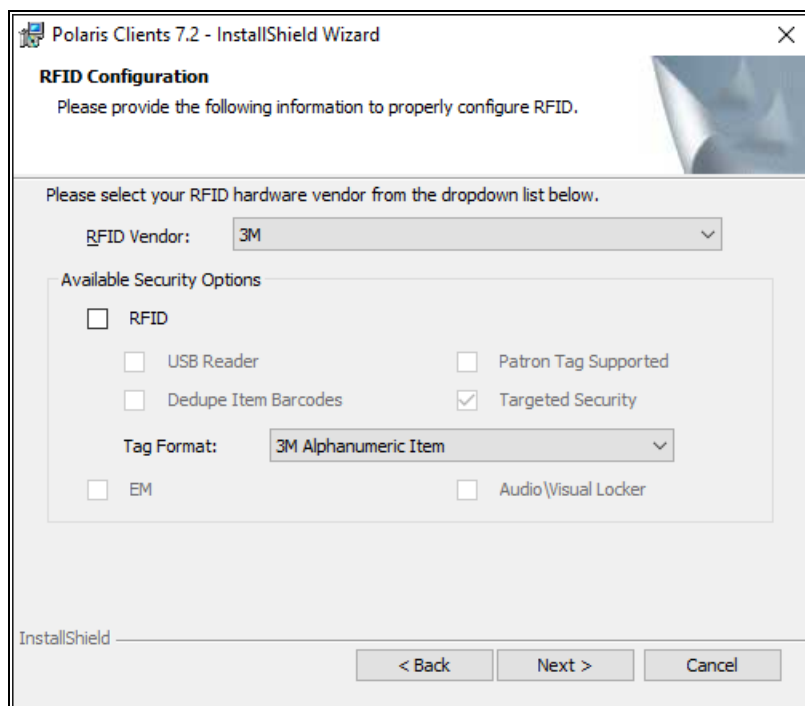 Polaris Clients 7.2 - InstallShield Wizard
RFID Configuration
Please provide the following information to properly configure RFID.
Please select your RFID hardware vendor from the dropdown list below.
RFID Vendor: 3M
Available Security Options
RFID
USB Reader Patron Tag Supported
Dedupe Item Barcodes Targeted Security
Tag Format: 3M Alphanumeric Item
EM Audio\Visual Locker
InstallShield
< Back Next > Cancel